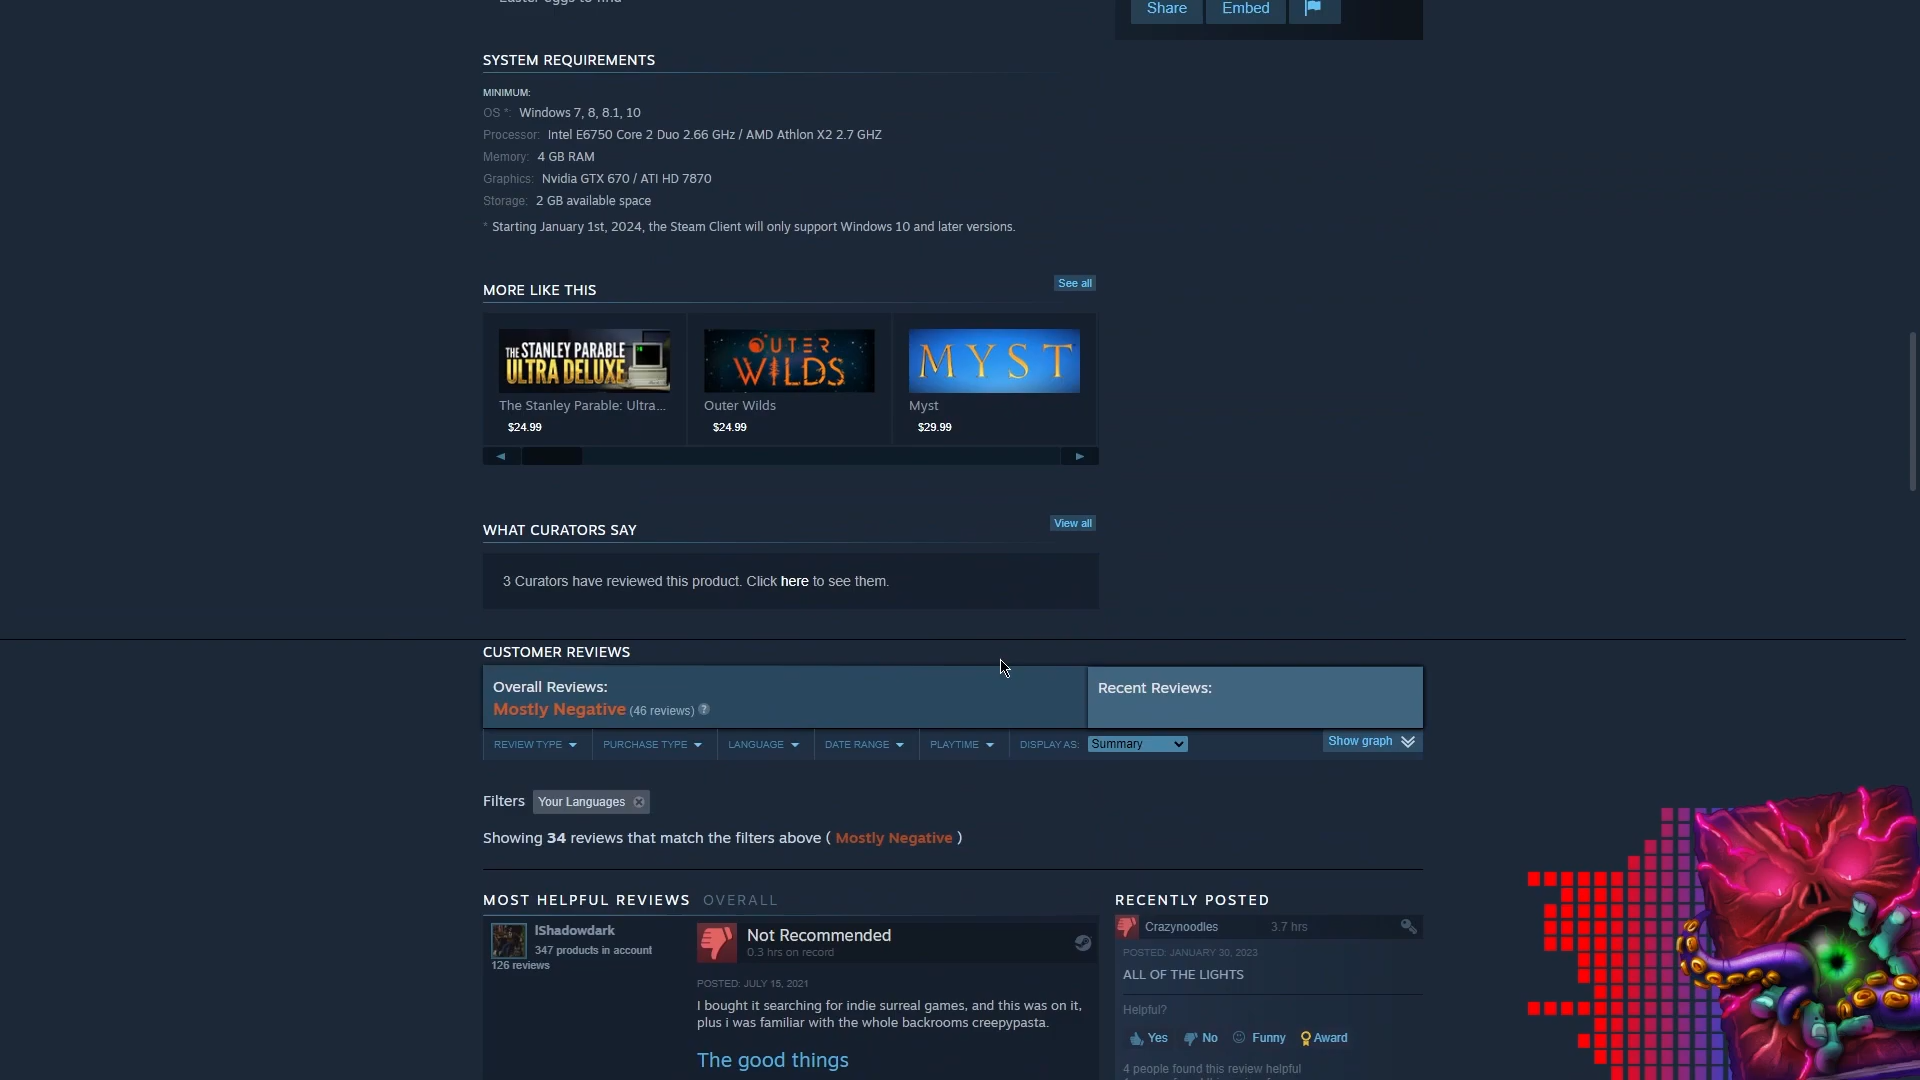 Share Embed
SYSTEM REQUIREMENTS
MINIMUM:
OS *: Windows 7, 8, 8.1, 10
Processor: Intel E6750 Core 2 Duo 2.66 GHz / AMD Athlon X2 2.7 GHZ
Memory: 4 GB RAM
Graphics: Nvidia GTX 670 / ATI HD 7870
Storage: 2 GB available space
* Starting January 1st, 2024, the Steam Client will only support Windows 10 and later versions.
MORE LIKE THIS
See all
THE STANLEY PARABLE
ULTRA DELUXE
OUTER
WILDS
MYST
The Stanley Parable: Ultra...
$24.99
Outer Wilds
$24.99
Myst
$29.99
WHAT CURATORS SAY
View all
3 Curators have reviewed this product. Click here to see them.
CUSTOMER REVIEWS
Overall Reviews:
Mostly Negative (46 reviews) ?
Recent Reviews:
REVIEW TYPE PURCHASE TYPE LANGUAGE DATE RANGE PLAYTIME DISPLAY AS: Summary
Show graph
Filters Your Languages
Showing 34 reviews that match the filters above ( Mostly Negative )
MOST HELPFUL REVIEWS OVERALL
IShadowdark
347 products in account
126 reviews
Not Recommended
0.3 hrs on record
POSTED: JULY 15, 2021
I bought it searching for indie surreal games, and this was on it,
plus i was familiar with the whole backrooms creepypasta.
The good things
RECENTLY POSTED
Crazynoodles 3.7 hrs
POSTED: JANUARY 30, 2023
ALL OF THE LIGHTS
Helpful?
Yes No Funny Award
4 people found this review helpful